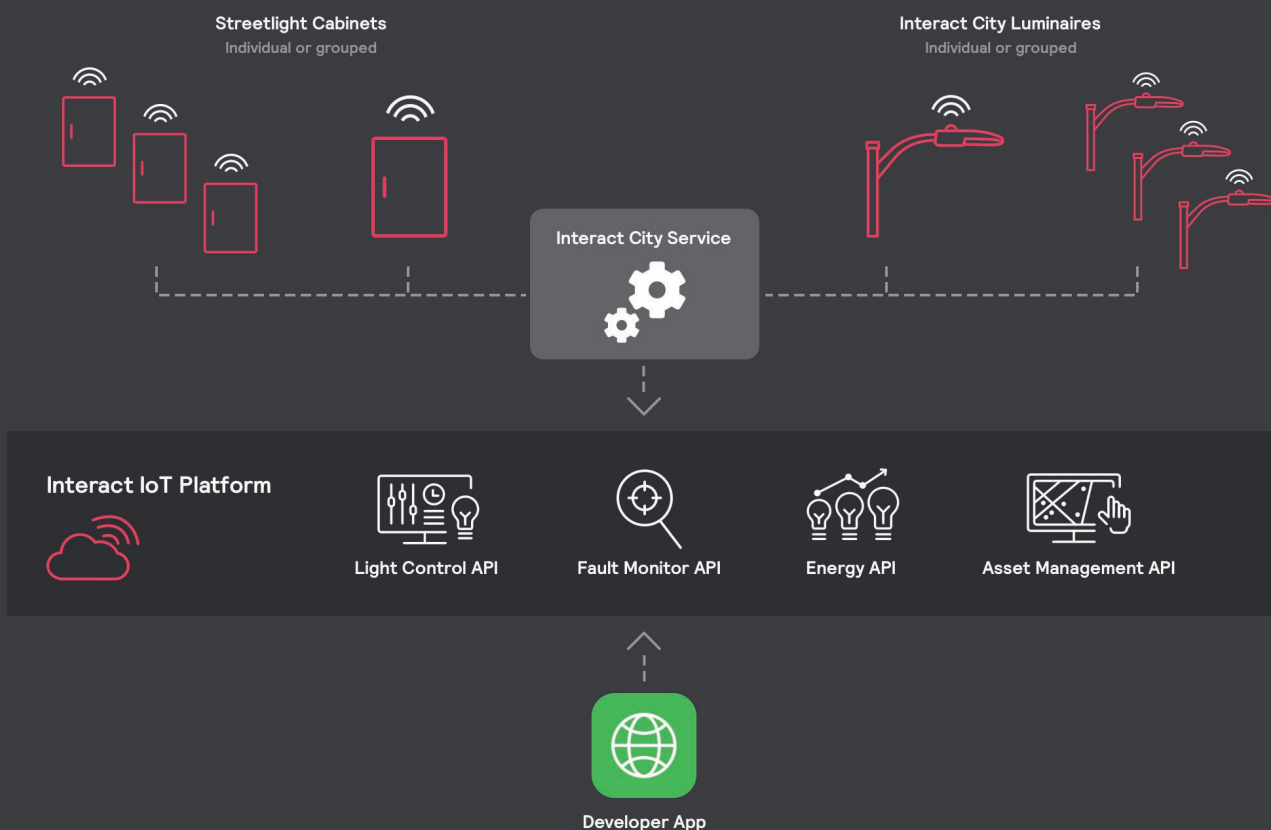 Streetlight Cabinets
Individual or grouped
Interact City Luminaires
Individual or grouped
Interact City Service
Interact IoT Platform
Light Control API
Fault Monitor API
Energy API
Asset Management API
Developer App